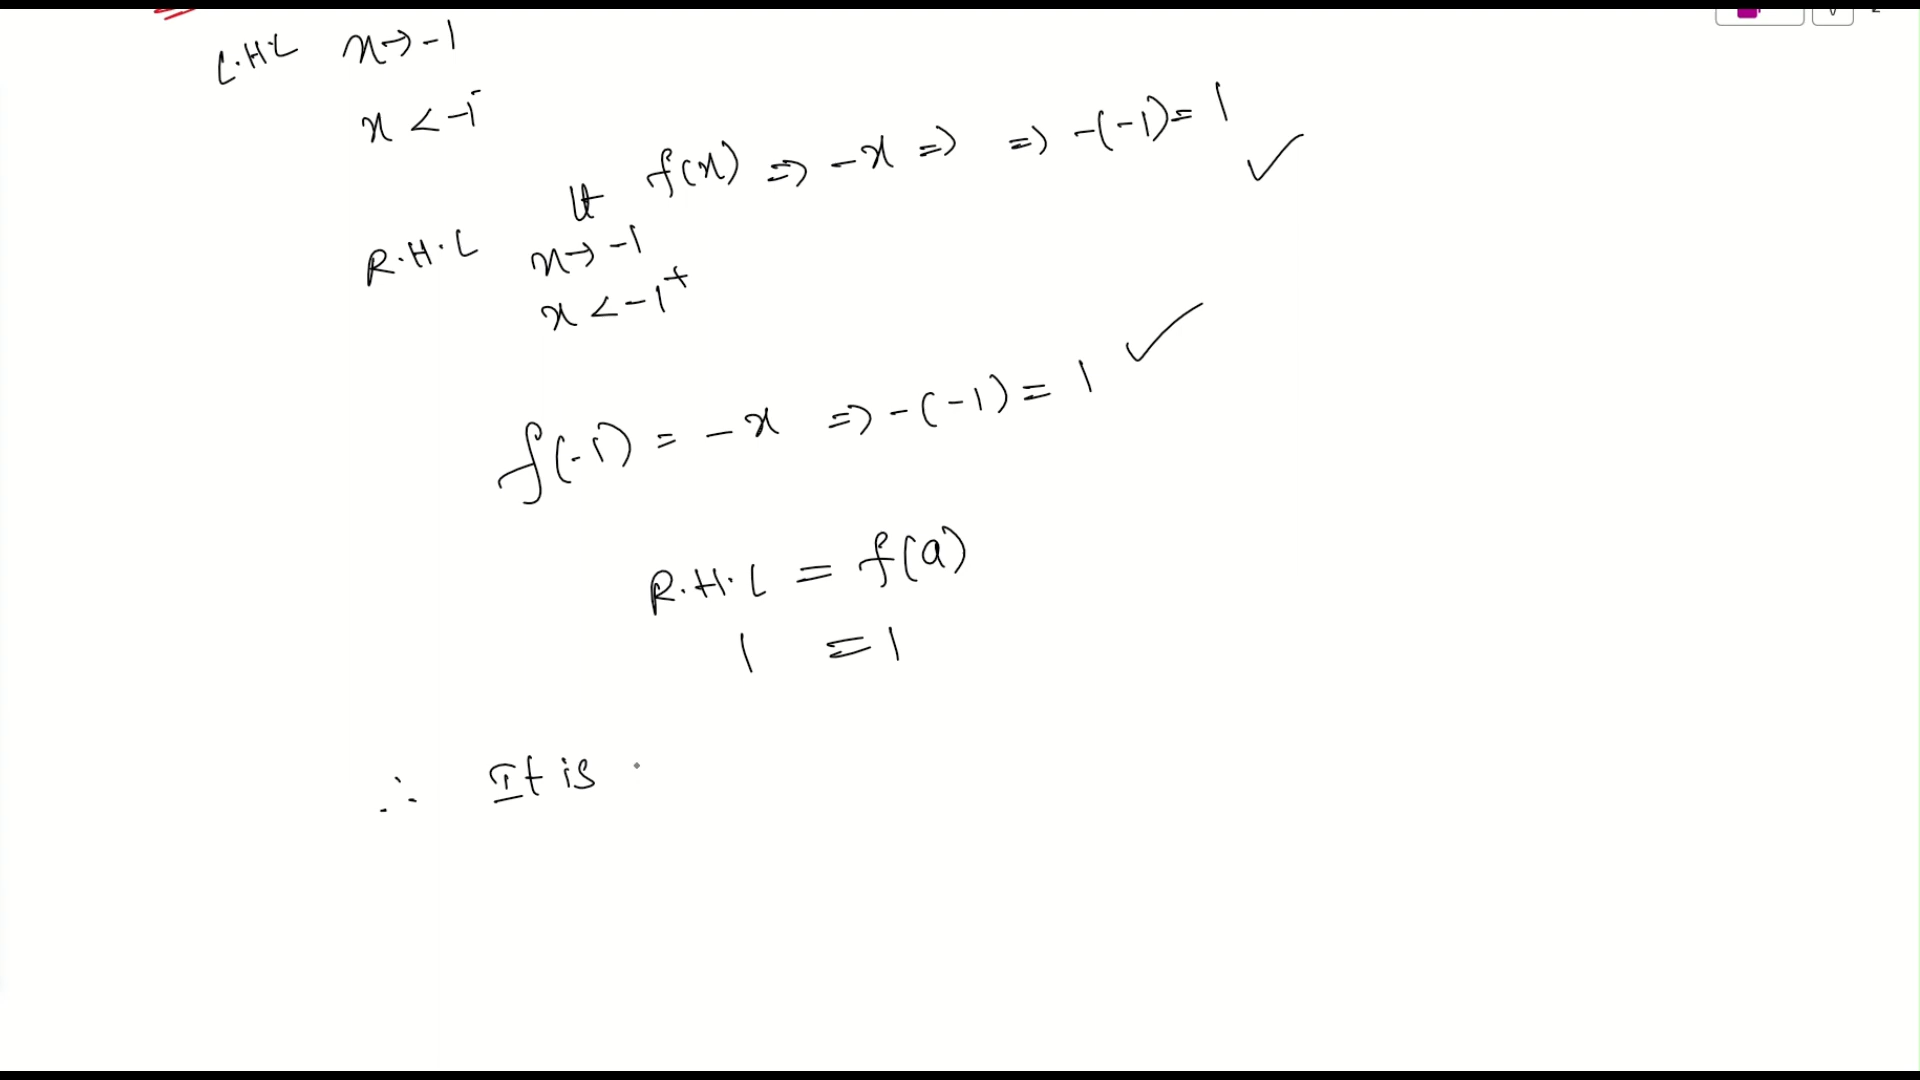 L.H.L x→-1
x < -1⁻
R.H.L lt f(x) ⇒ -x ⇒ ⇒ -(-1) = 1 ✓
x→-1
x < -1⁺
f(-1) = -x ⇒ -(-1) = 1 ✓
R.H.L = f(a)
1 = 1
∴ It is